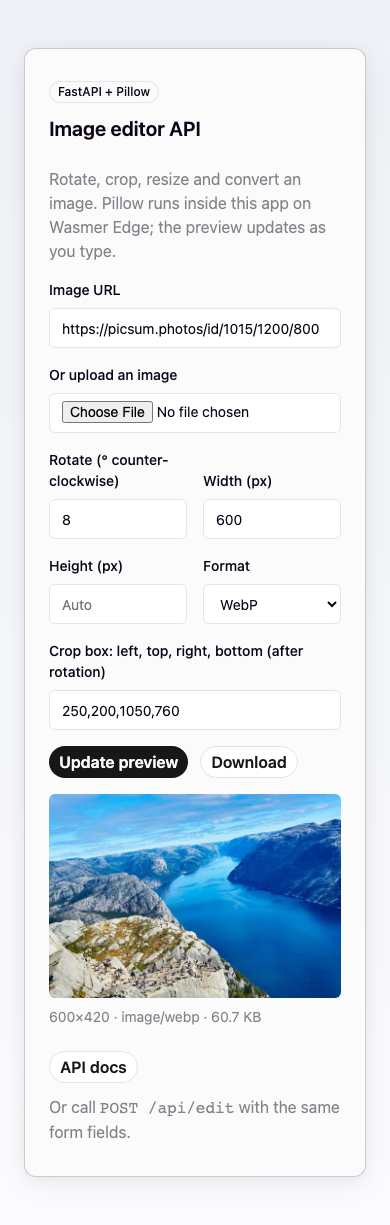 FastAPI + Pillow
Image editor API
Rotate, crop, resize and convert an
image. Pillow runs inside this app on
Wasmer Edge; the preview updates as
you type.
Image URL
https://picsum.photos/id/1015/1200/800
Or upload an image
Choose File No file chosen
Rotate (° counter-
clockwise)
Width (px)
8
600
Height (px)
Format
Auto
WebP
Crop box: left, top, right, bottom (after
rotation)
250,200,1050,760
Update preview
Download
600×420 · image/webp · 60.7 KB
API docs
Or call POST /api/edit with the same
form fields.